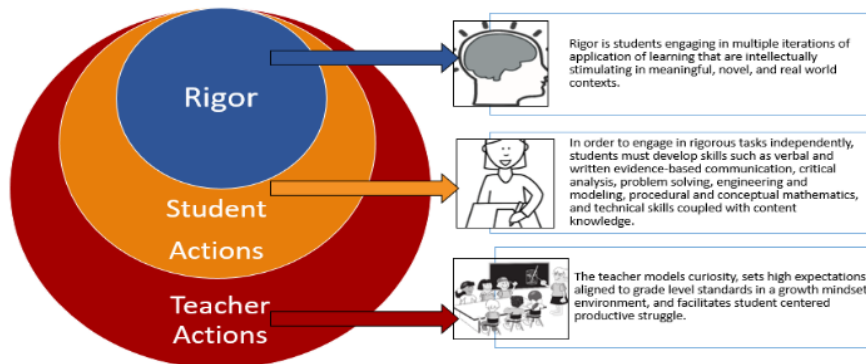 Rigor
Rigor is students engaging in multiple iterations of
application of learning that are intellectually
stimulating in meaningful, novel, and real world
contexts.
Student
Actions
In order to engage in rigorous tasks independently,
students must develop skills such as verbal and
written evidence-based communication, critical
analysis, problem solving, engineering and
modeling, procedural and conceptual mathematics,
and technical skills coupled with content
knowledge.
Teacher
Actions
The teacher models curiosity, sets high expectations
aligned to grade level standards in a growth mindset
environment, and facilitates student centered
productive struggle.